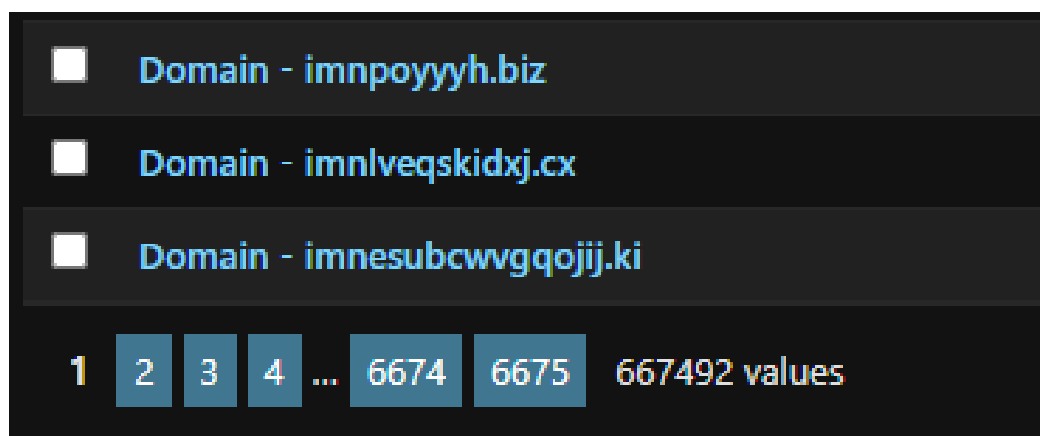 Domain - imnpoyyyh.biz
Domain - imnlveqskidxj.cx
Domain - imnesubcwvgqojij.ki
1 2 3 4 ... 6674 6675 667492 values